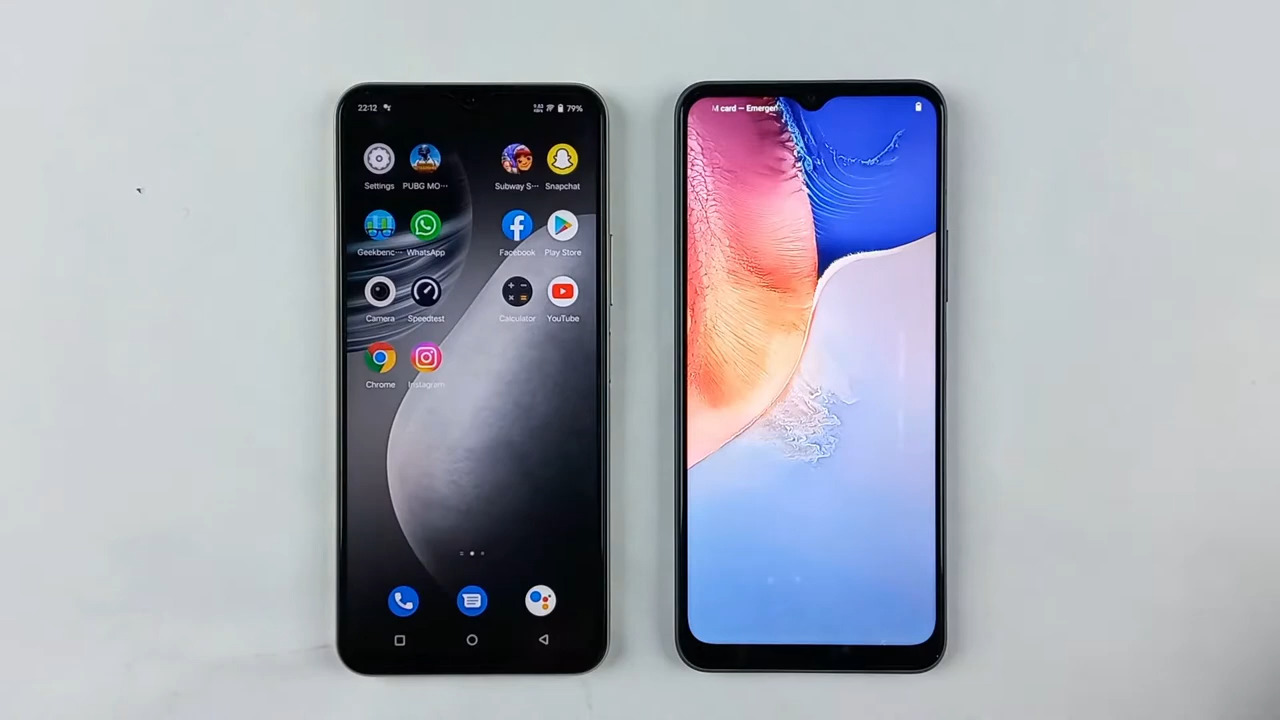 22:12
79%
Settings
PUBG MO···
Subway S···
Snapchat
Geekbenc···
WhatsApp
Facebook
Play Store
Camera
Speedtest
Calculator
YouTube
Chrome
Instagram
card — Emergen